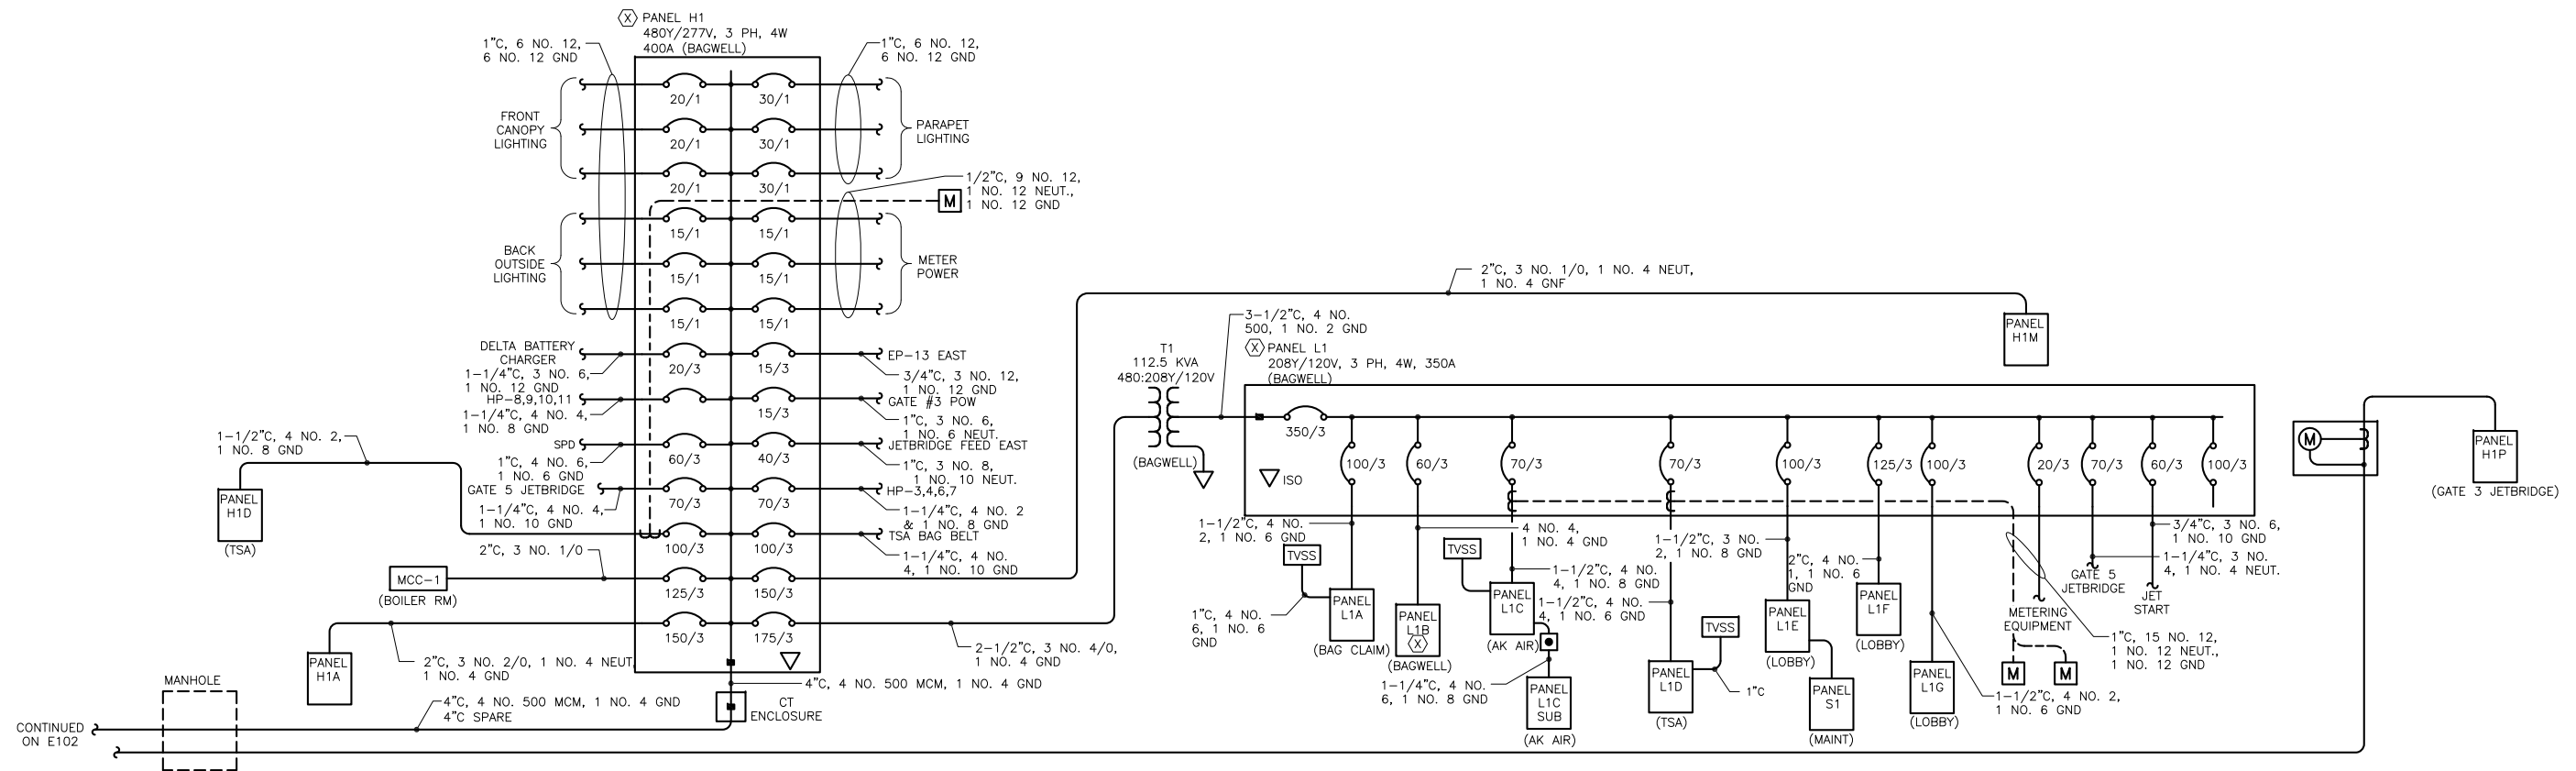 X PANEL H1
480Y/277V, 3 PH, 4W
400A (BAGWELL)
1"C, 6 NO. 12,
6 NO. 12 GND
1"C, 6 NO. 12,
6 NO. 12 GND
FRONT
CANOPY
LIGHTING
20/1
30/1
20/1
30/1
20/1
30/1
PARAPET
LIGHTING
1/2"C, 9 NO. 12,
1 NO. 12 NEUT.,
1 NO. 12 GND
M
BACK
OUTSIDE
LIGHTING
15/1
15/1
15/1
15/1
15/1
15/1
METER
POWER
DELTA BATTERY
CHARGER
1-1/4"C, 3 NO. 6,
1 NO. 12 GND
20/3
15/3
EP-13 EAST
3/4"C, 3 NO. 12,
1 NO. 12 GND
HP-8,9,10,11
1-1/4"C, 4 NO. 4,
1 NO. 8 GND
15/3
GATE #3 POW
1"C, 3 NO. 6,
1 NO. 6 NEUT.
SPD
1"C, 4 NO. 6,
1 NO. 6 GND
60/3
40/3
JETBRIDGE FEED EAST
1"C, 3 NO. 8,
1 NO. 10 NEUT.
GATE 5 JETBRIDGE
1-1/4"C, 4 NO. 4,
1 NO. 10 GND
70/3
70/3
HP-3,4,6,7
1-1/4"C, 4 NO. 2
& 1 NO. 8 GND
1-1/2"C, 4 NO. 2,
1 NO. 8 GND
PANEL
H1D
(TSA)
100/3
100/3
TSA BAG BELT
1-1/4"C, 4 NO.
4, 1 NO. 10 GND
2"C, 3 NO. 1/0
MCC-1
(BOILER RM)
125/3
150/3
150/3
175/3
PANEL
H1A
2"C, 3 NO. 2/0, 1 NO. 4 NEUT,
1 NO. 4 GND
2-1/2"C, 3 NO. 4/0,
1 NO. 4 GND
4"C, 4 NO. 500 MCM, 1 NO. 4 GND
CT
ENCLOSURE
MANHOLE
4"C, 4 NO. 500 MCM, 1 NO. 4 GND
4"C SPARE
CONTINUED
ON E102
2"C, 3 NO. 1/0, 1 NO. 4 NEUT,
1 NO. 4 GNF
PANEL
H1M
3-1/2"C, 4 NO.
500, 1 NO. 2 GND
T1
112.5 KVA
480:208Y/120V
(BAGWELL)
X PANEL L1
208Y/120V, 3 PH, 4W, 350A
(BAGWELL)
350/3
ISO
100/3
60/3
70/3
70/3
100/3
125/3
100/3
20/3
70/3
60/3
100/3
1-1/2"C, 4 NO.
2, 1 NO. 6 GND
TVSS
1"C, 4 NO.
6, 1 NO. 6
GND
PANEL
L1A
(BAG CLAIM)
4 NO. 4,
1 NO. 4 GND
PANEL
L1B
X
(BAGWELL)
TVSS
1-1/2"C, 4 NO.
4, 1 NO. 8 GND
PANEL
L1C
(AK AIR)
1-1/4"C, 4 NO.
6, 1 NO. 8 GND
PANEL
L1C
SUB
(AK AIR)
1-1/2"C, 4 NO.
4, 1 NO. 6 GND
PANEL
L1D
(TSA)
TVSS
1"C
1-1/2"C, 3 NO.
2, 1 NO. 8 GND
PANEL
L1E
(LOBBY)
PANEL
S1
(MAINT)
2"C, 4 NO.
1, 1 NO. 6
GND
PANEL
L1F
(LOBBY)
PANEL
L1G
(LOBBY)
1-1/2"C, 4 NO. 2,
1 NO. 6 GND
METERING
EQUIPMENT
M
M
1"C, 15 NO. 12,
1 NO. 12 NEUT.,
1 NO. 12 GND
GATE 5
JETBRIDGE
JET
START
3/4"C, 3 NO. 6,
1 NO. 10 GND
1-1/4"C, 3 NO.
4, 1 NO. 4 NEUT.
M
PANEL
H1P
(GATE 3 JETBRIDGE)